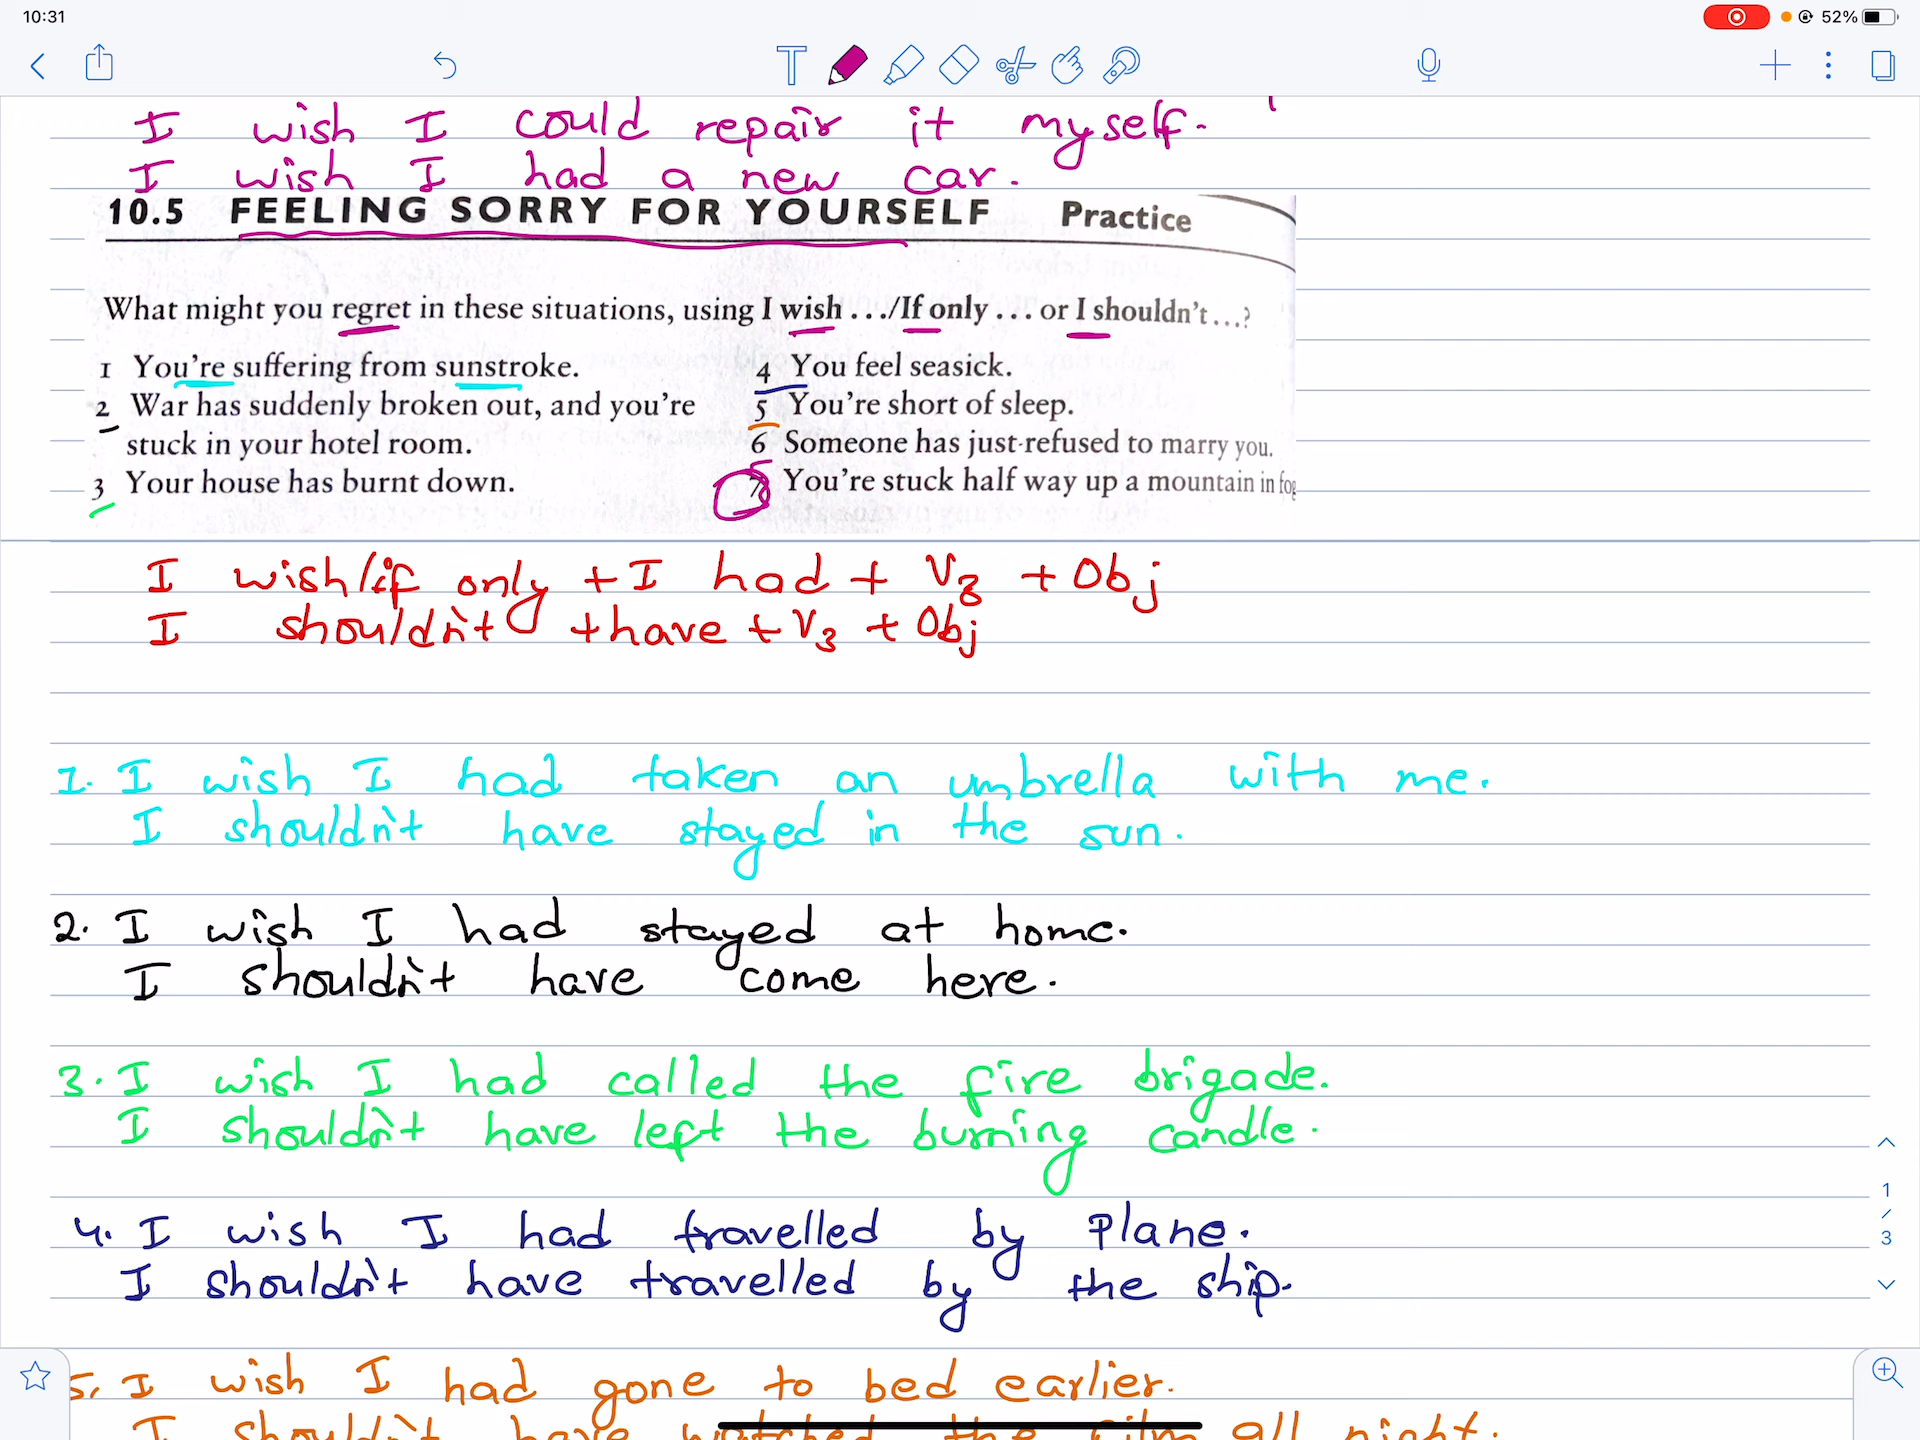 10:31
52%
I wish I could repair it myself.
I wish I had a new car.
10.5 FEELING SORRY FOR YOURSELF Practice
What might you regret in these situations, using I wish .../If only ... or I shouldn't ...?
1 You're suffering from sunstroke.
2 War has suddenly broken out, and you're
stuck in your hotel room.
3 Your house has burnt down.
4 You feel seasick.
5 You're short of sleep.
6 Someone has just refused to marry you.
7 You're stuck half way up a mountain in fog
I wish/if only + I had + V3 + Obj
I shouldn't + have + V3 + Obj
1. I wish I had taken an umbrella with me.
I shouldn't have stayed in the sun.
2. I wish I had stayed at home.
I shouldn't have come here.
3. I wish I had called the fire brigade.
I shouldn't have left the burning candle.
4. I wish I had travelled by Plane.
I shouldn't have travelled by the ship.
5. I wish I had gone to bed earlier.
I shouldn't have watched the film all night.
1
/
3